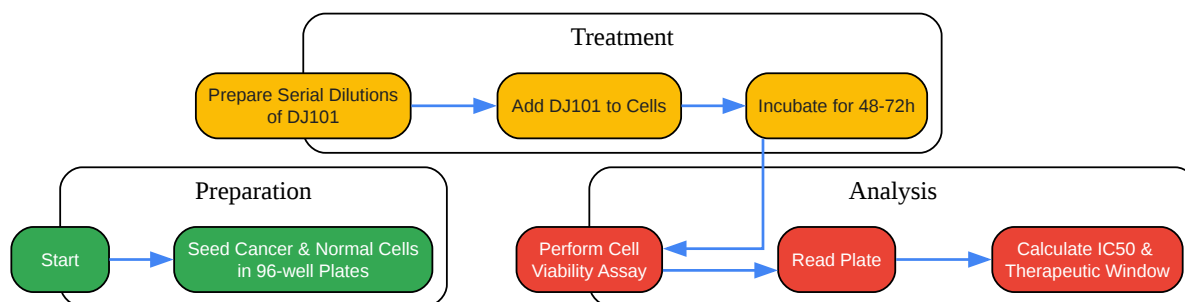 Treatment
Prepare Serial Dilutions
of DJ101
Add DJ101 to Cells
Incubate for 48-72h
Preparation
Start
Seed Cancer & Normal Cells
in 96-well Plates
Analysis
Perform Cell
Viability Assay
Read Plate
Calculate IC50 &
Therapeutic Window